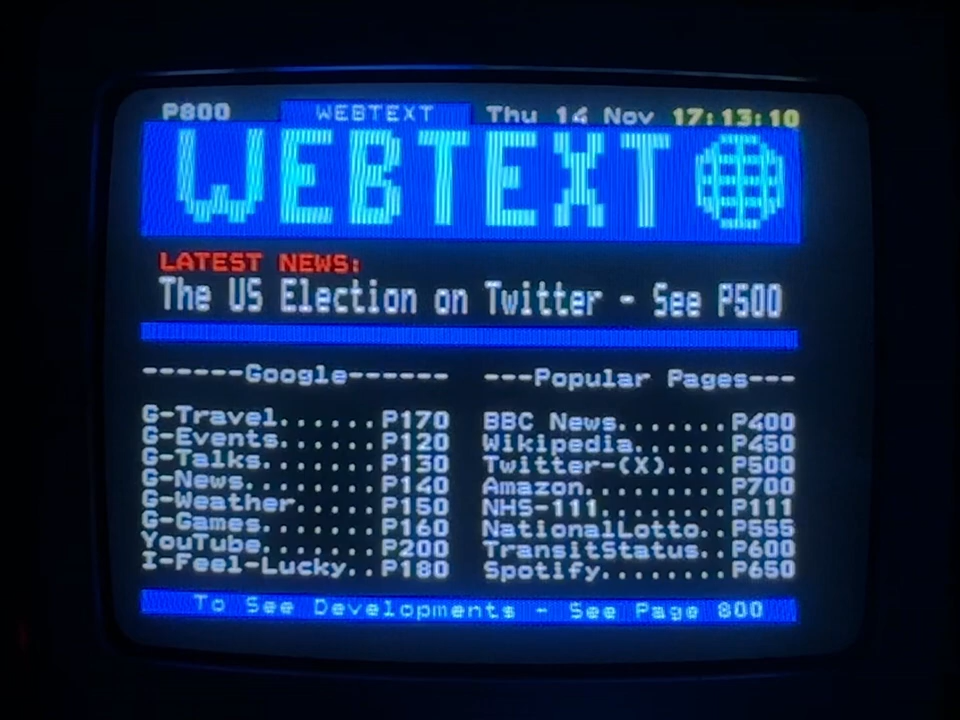 P800 WEBTEXT Thu 14 Nov 17:13:10
WEBTEXT
LATEST NEWS:
The US Election on Twitter - See P500
------Google------ ---Popular Pages---
G-Travel......P170 BBC News.......P400
G-Events......P120 Wikipedia......P450
G-Talks.......P130 Twitter-(X)....P500
G-News........P140 Amazon.........P700
G-Weather.....P150 NHS-111........P111
G-Games.......P160 NationalLotto..P555
YouTube.......P200 TransitStatus..P600
I-Feel-Lucky..P180 Spotify........P650
To See Developments - See Page 800